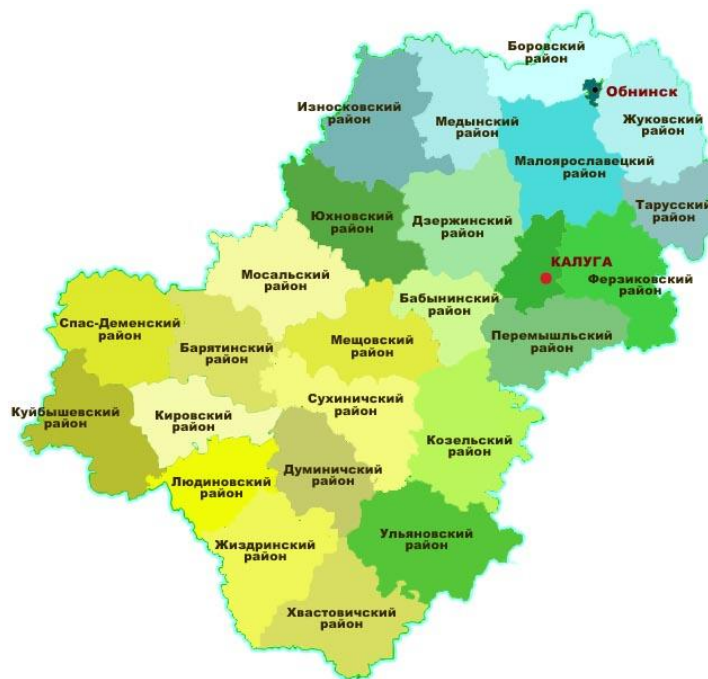 Боровский
район
Обнинск
Износковский
район
Медынский
район
Жуковский
район
Малоярославецкий
район
Тарусский
район
Юхновский
район
Дзержинский
район
КАЛУГА
Ферзиковский
район
Мосальский
район
Бабынинский
район
Спас-Деменский
район
Барятинский
район
Мещовский
район
Перемышльский
район
Сухиничский
район
Куйбышевский
район
Кировский
район
Козельский
район
Людиновский
район
Думиничский
район
Ульяновский
район
Жиздринский
район
Хвастовичский
район